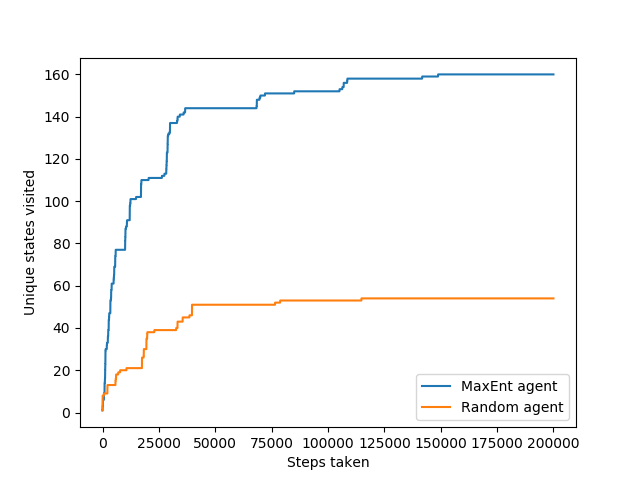 160
140
120
100
80
60
40
20
0
Unique states visited
MaxEnt agent
Random agent
0 25000 50000 75000 100000 125000 150000 175000 200000
Steps taken